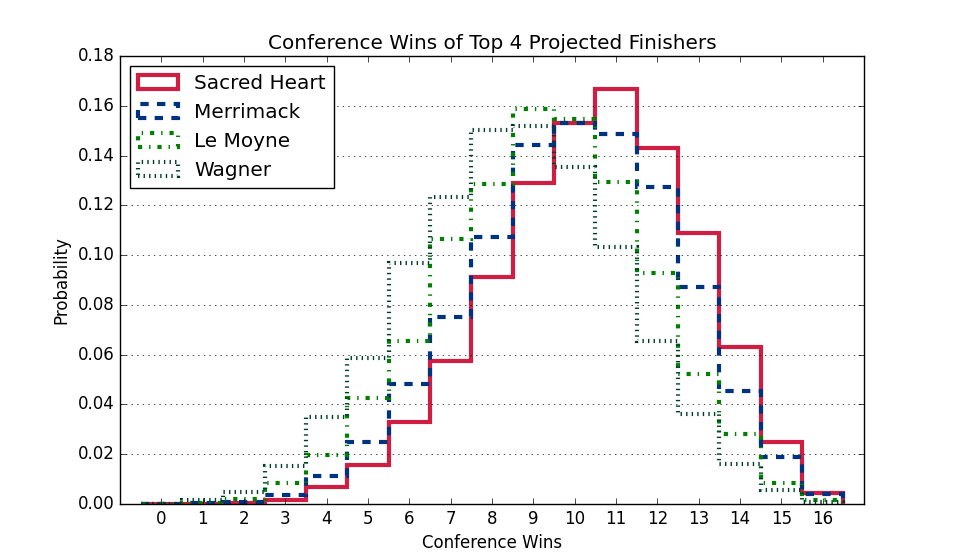 Conference Wins of Top 4 Projected Finishers
0.18
0.16
0.14
0.12
0.10
0.08
0.06
0.04
0.02
0.00
Probability
Sacred Heart
Merrimack
Le Moyne
Wagner
0 1 2 3 4 5 6 7 8 9 10 11 12 13 14 15 16
Conference Wins